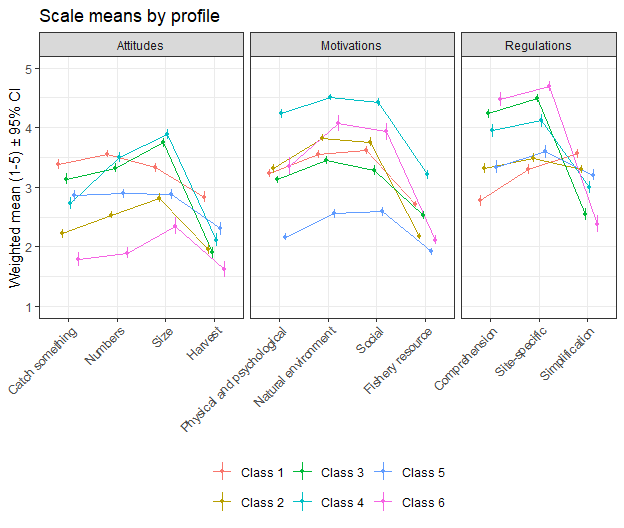 Scale means by profile
Attitudes Motivations Regulations
Weighted mean (1-5) ± 95% CI
5
4
3
2
1
Catch something Numbers Size Harvest Physical and psychological Natural environment Social Fishery resource Comprehension Site-specific Simplification
Class 1 Class 3 Class 5
Class 2 Class 4 Class 6